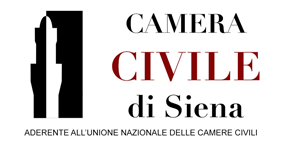 CAMERA
CIVILE
di Siena
ADERENTE ALL'UNIONE NAZIONALE DELLE CAMERE CIVILI